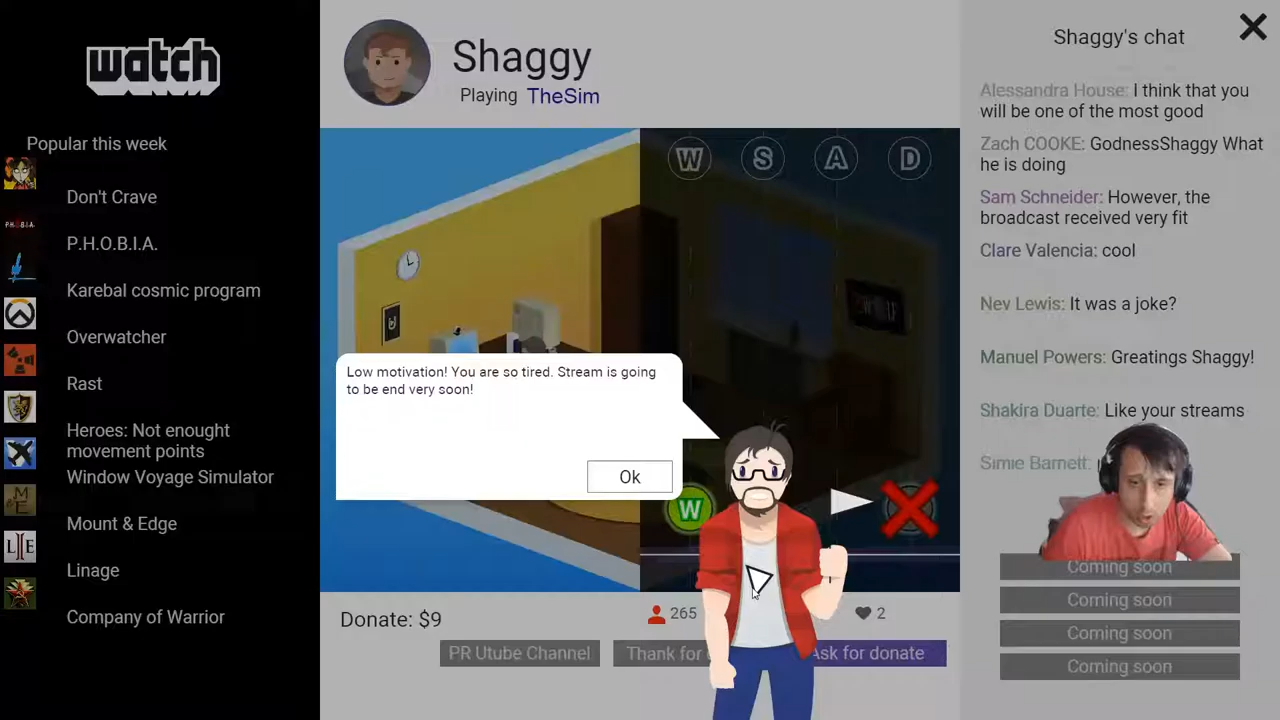 watch
Popular this week
Don't Crave
P.H.O.B.I.A.
Karebal cosmic program
Overwatcher
Rast
Heroes: Not enought
movement points
Window Voyage Simulator
Mount & Edge
Linage
Company of Warrior
Shaggy
Playing TheSim
W S A D
Low motivation! You are so tired. Stream is going
to be end very soon!
Ok
W
Donate: $9
265
2
PR Utube Channel
Thank for
Ask for donate
Shaggy's chat
Alessandra House: I think that you
will be one of the most good
Zach COOKE: GodnessShaggy What
he is doing
Sam Schneider: However, the
broadcast received very fit
Clare Valencia: cool
Nev Lewis: It was a joke?
Manuel Powers: Greetings Shaggy!
Shakira Duarte: Like your streams
Simie Barnett:
Coming soon
Coming soon
Coming soon
Coming soon